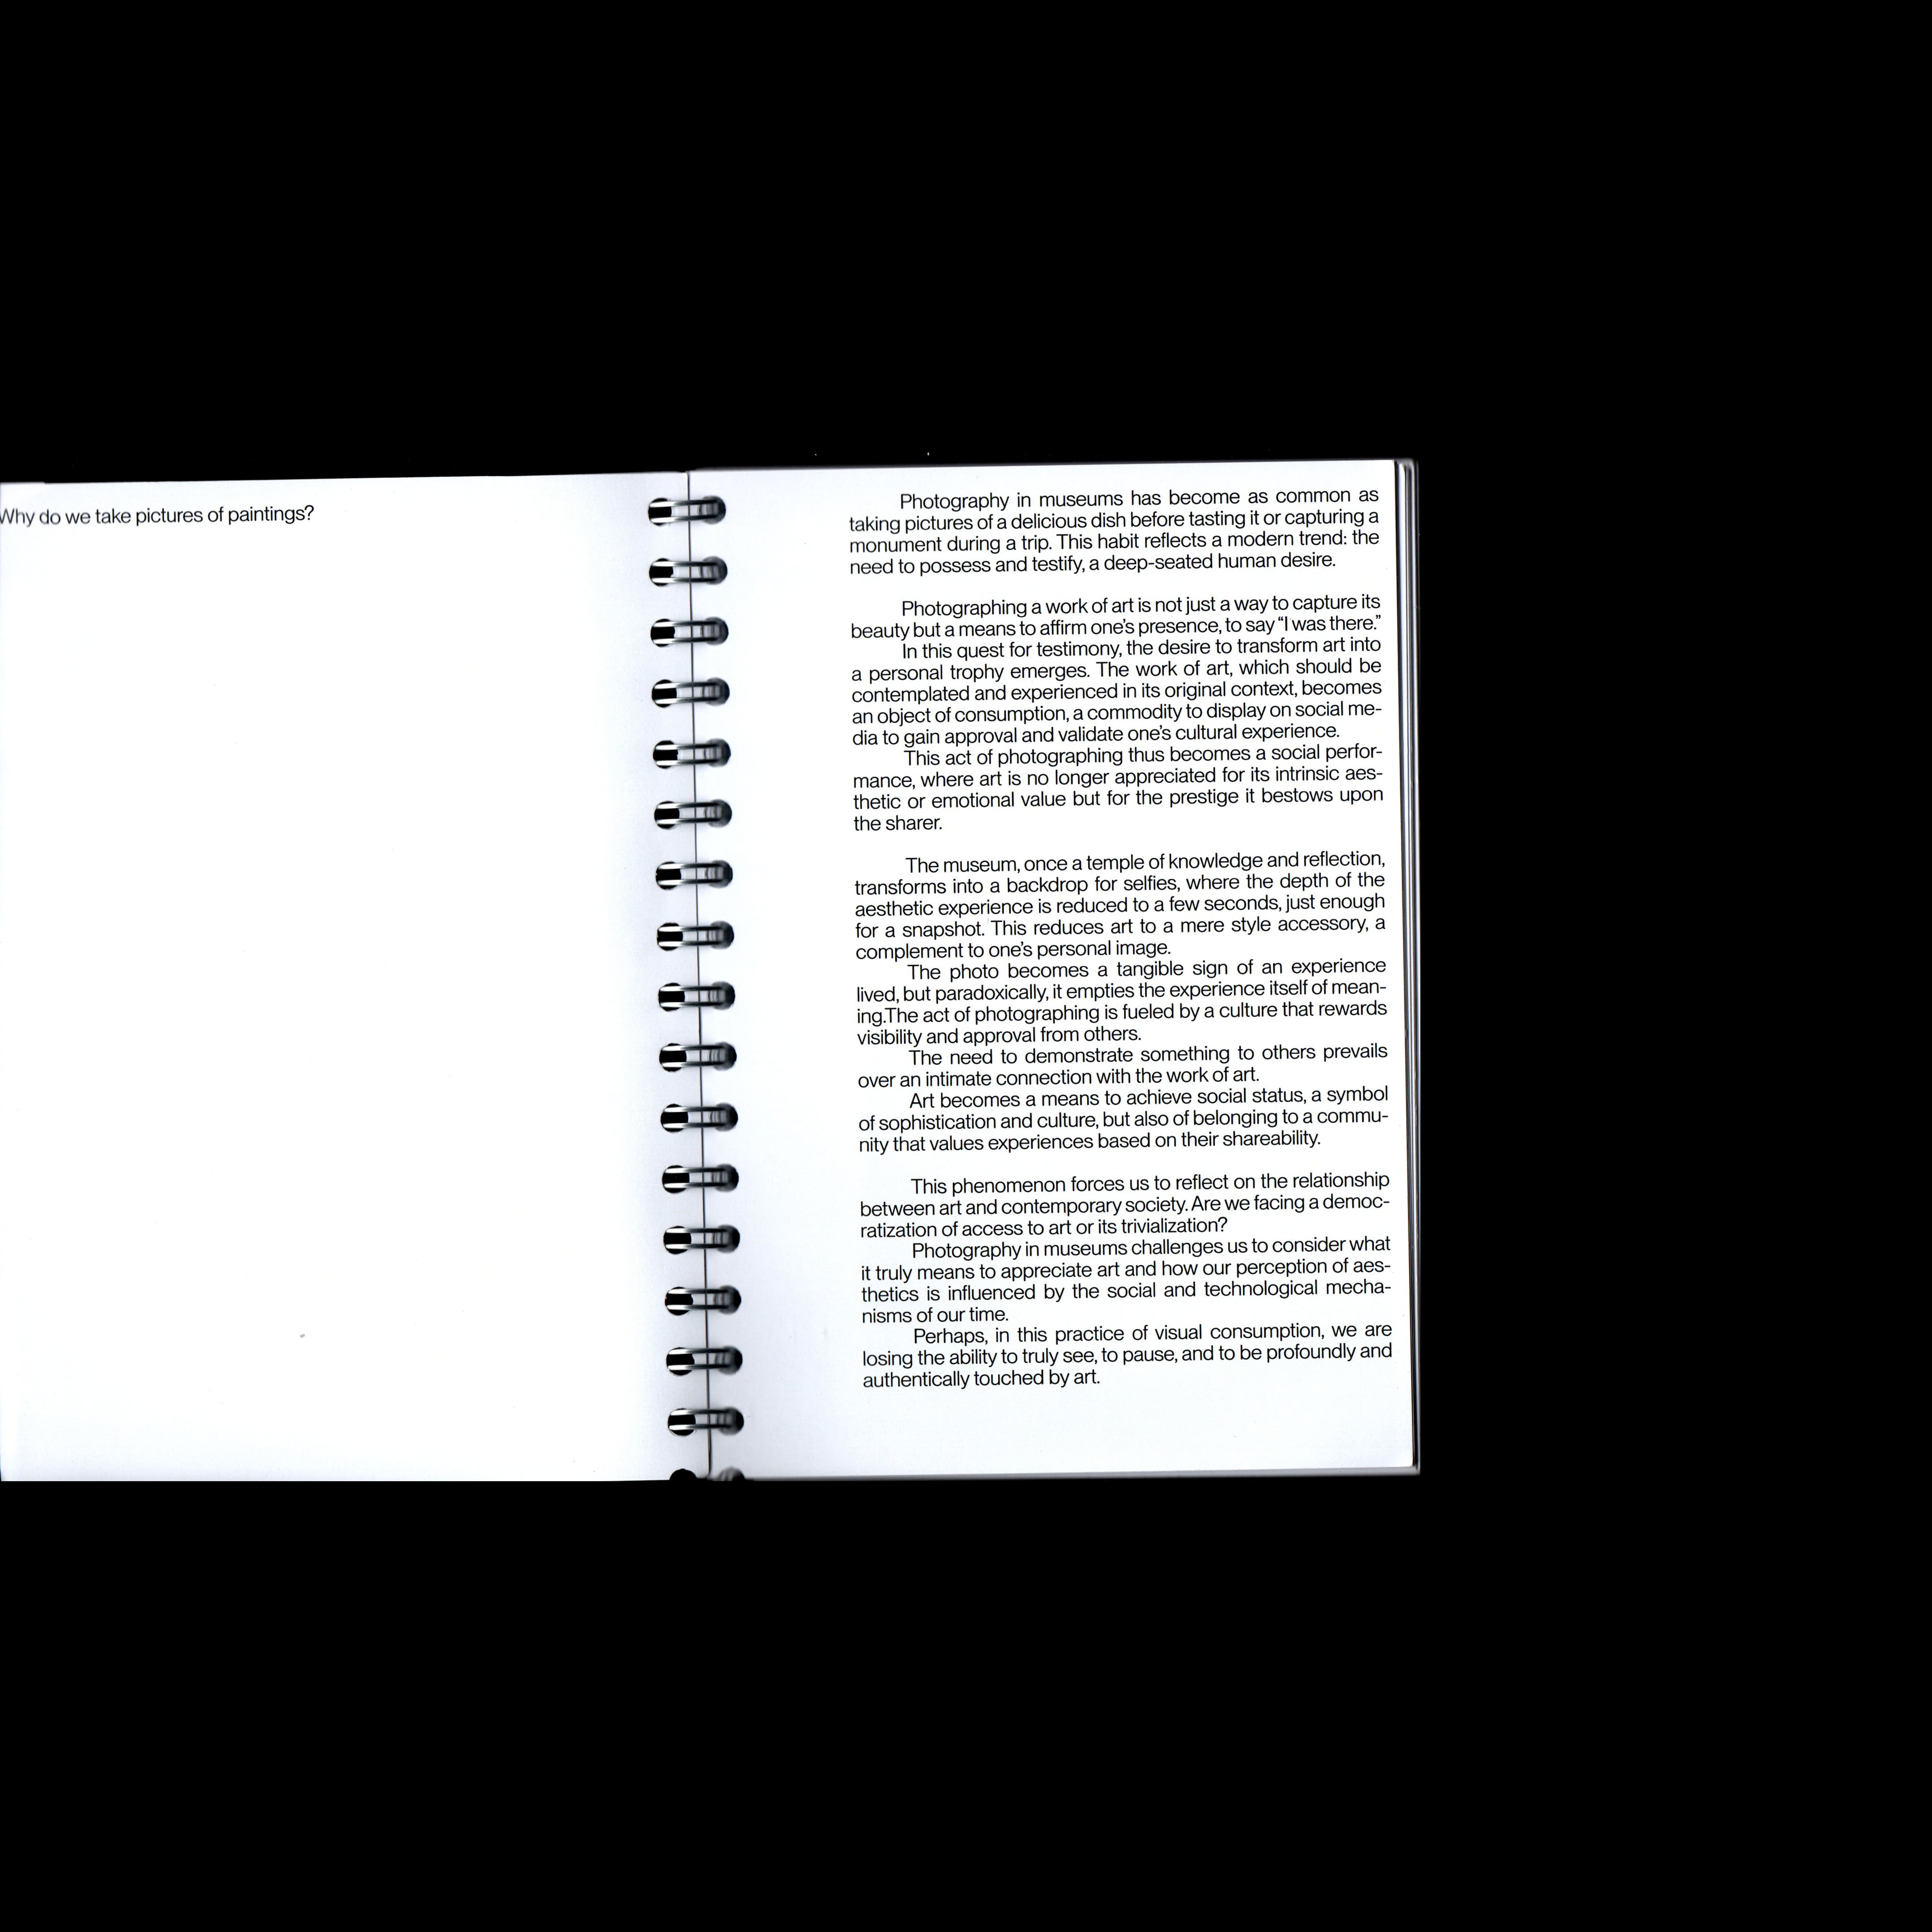 Why do we take pictures of paintings?
Photography in museums has become as common as
taking pictures of a delicious dish before tasting it or capturing a
monument during a trip. This habit reflects a modern trend: the
need to possess and testify, a deep-seated human desire.
Photographing a work of art is not just a way to capture its
beauty but a means to affirm one’s presence, to say “I was there.”
In this quest for testimony, the desire to transform art into
a personal trophy emerges. The work of art, which should be
contemplated and experienced in its original context, becomes
an object of consumption, a commodity to display on social me-
dia to gain approval and validate one’s cultural experience.
This act of photographing thus becomes a social perfor-
mance, where art is no longer appreciated for its intrinsic aes-
thetic or emotional value but for the prestige it bestows upon
the sharer.
The museum, once a temple of knowledge and reflection,
transforms into a backdrop for selfies, where the depth of the
aesthetic experience is reduced to a few seconds, just enough
for a snapshot. This reduces art to a mere style accessory, a
complement to one’s personal image.
The photo becomes a tangible sign of an experience
lived, but paradoxically, it empties the experience itself of mean-
ing.The act of photographing is fueled by a culture that rewards
visibility and approval from others.
The need to demonstrate something to others prevails
over an intimate connection with the work of art.
Art becomes a means to achieve social status, a symbol
of sophistication and culture, but also of belonging to a commu-
nity that values experiences based on their shareability.
This phenomenon forces us to reflect on the relationship
between art and contemporary society. Are we facing a democ-
ratization of access to art or its trivialization?
Photography in museums challenges us to consider what
it truly means to appreciate art and how our perception of aes-
thetics is influenced by the social and technological mecha-
nisms of our time.
Perhaps, in this practice of visual consumption, we are
losing the ability to truly see, to pause, and to be profoundly and
authentically touched by art.